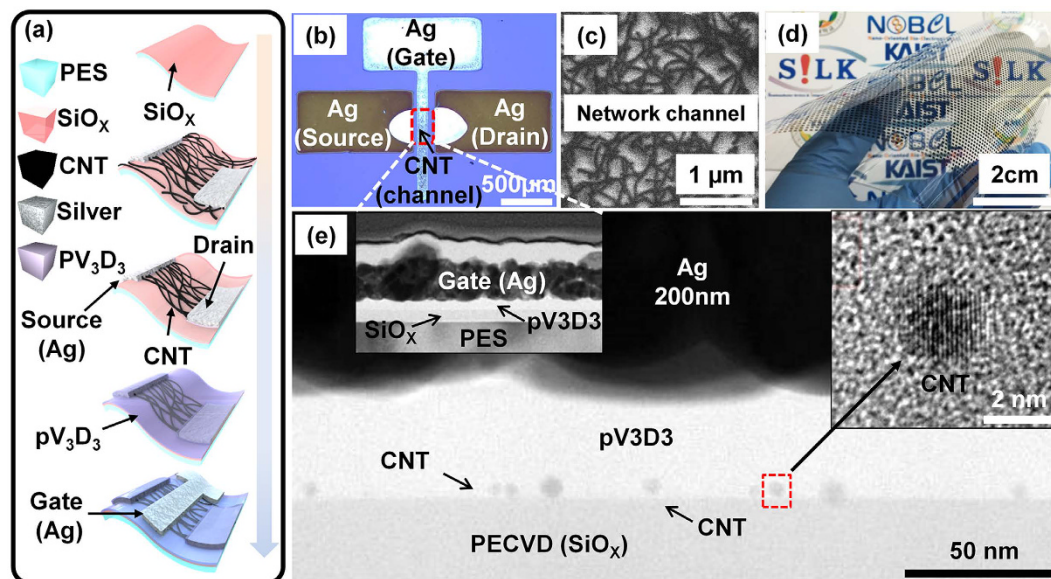 (a)
PES
SiOX
CNT
Silver
PV3D3
SiOX
Drain
Source
(Ag)
CNT
pV3D3
Gate
(Ag)
(b)
Ag
(Gate)
Ag
(Source)
Ag
(Drain)
CNT
(channel)
500μm
(c)
Network channel
1 μm
(d)
NOBEL
KAIST
S!LK
NOBEL
KAIST
S!LK
NOBEL
KAIST
2cm
(e)
Gate (Ag)
SiOX
pV3D3
PES
Ag
200nm
CNT
2 nm
pV3D3
CNT
CNT
PECVD (SiOX)
50 nm